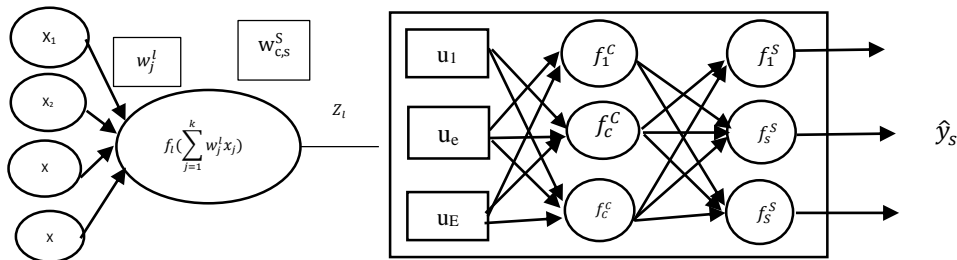 X₁
X₂
X
X
w_j^l
w_{c,s}^S
f_l(∑_{j=1}^{k} w_j^l x_j)
Z_l
u₁
u_e
u_E
f_1^C
f_c^C
f_c^C
f_1^S
f_s^S
f_S^S
ŷ_s